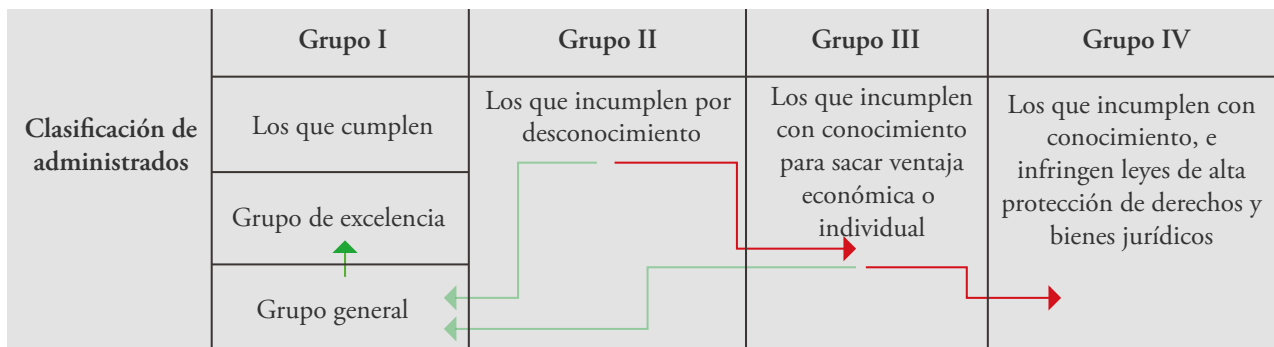 Grupo I
Grupo II
Grupo III
Grupo IV
Clasificación de
administrados
Los que cumplen
Grupo de excelencia
Grupo general
Los que incumplen por
desconocimiento
Los que incumplen
con conocimiento
para sacar ventaja
económica o
individual
Los que incumplen con
conocimiento, e
infringen leyes de alta
protección de derechos y
bienes jurídicos